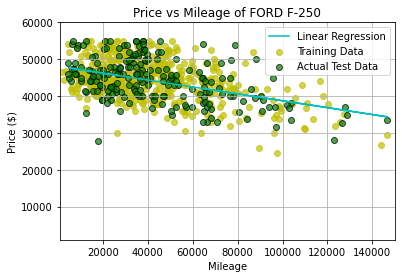 Price vs Mileage of FORD F-250
Linear Regression
Training Data
Actual Test Data
Price ($)
60000
50000
40000
30000
20000
10000
20000 40000 60000 80000 100000 120000 140000
Mileage